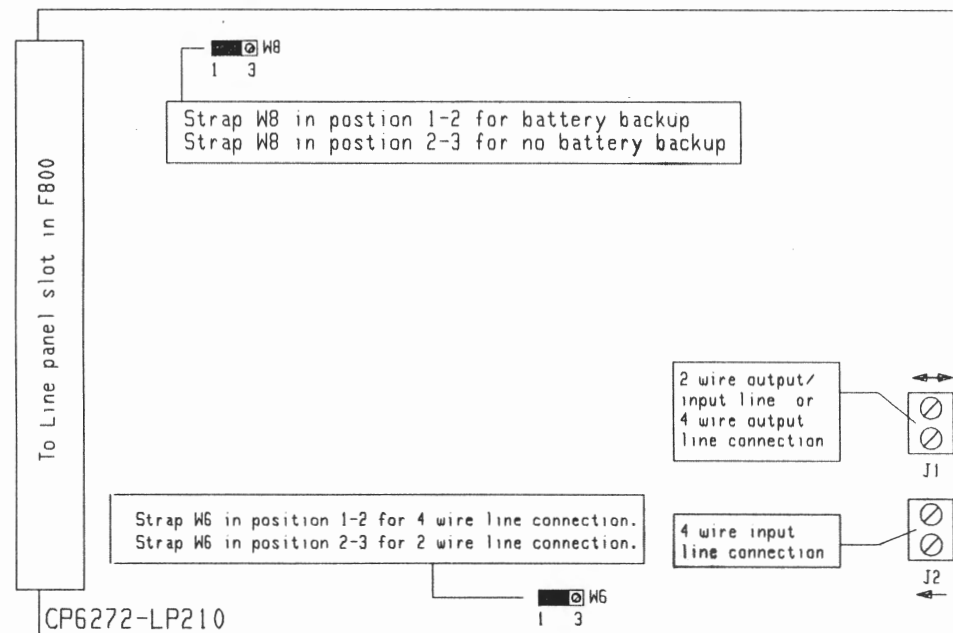 W8
1 3
Strap W8 in postion 1-2 for battery backup
Strap W8 in postion 2-3 for no battery backup
To Line panel slot in F800
2 wire output/
input line or
4 wire output
line connection
J1
Strap W6 in position 1-2 for 4 wire line connection.
Strap W6 in position 2-3 for 2 wire line connection.
4 wire input
line connection
J2
W6
1 3
CP6272-LP210